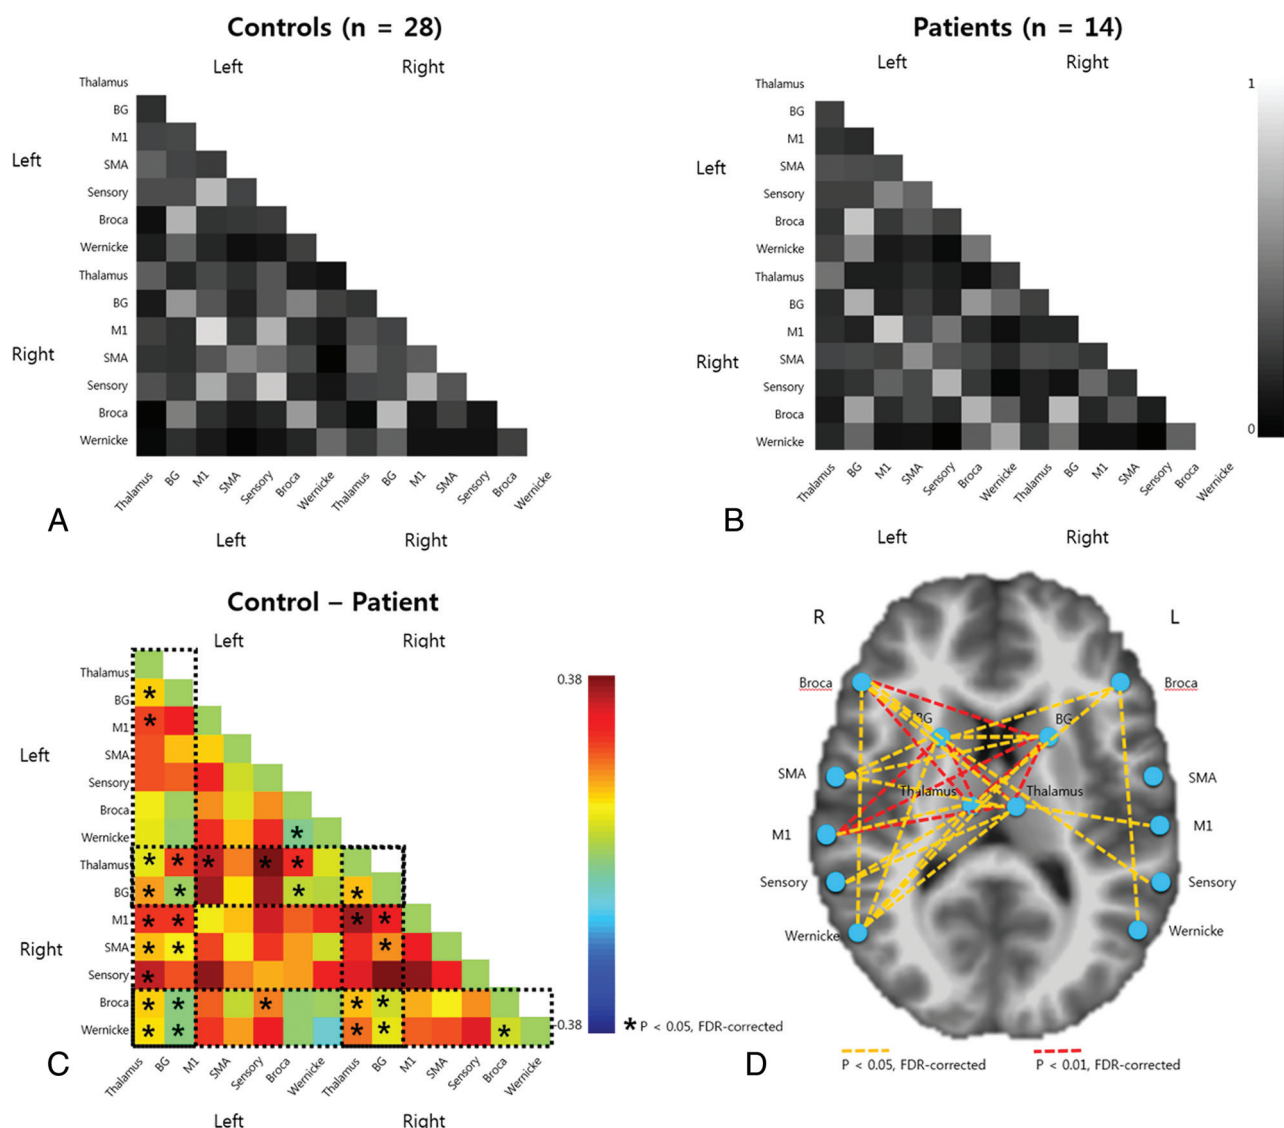 Controls (n = 28)
Left Right
Thalamus
BG
M1
SMA
Sensory
Broca
Wernicke
Thalamus
BG
M1
SMA
Sensory
Broca
Wernicke
Left
Right
Thalamus BG M1 SMA Sensory Broca Wernicke Thalamus BG M1 SMA Sensory Broca Wernicke
A
Left Right
Patients (n = 14)
Left Right
Thalamus
BG
M1
SMA
Sensory
Broca
Wernicke
Thalamus
BG
M1
SMA
Sensory
Broca
Wernicke
Left
Right
1
0
Thalamus BG M1 SMA Sensory Broca Wernicke Thalamus BG M1 SMA Sensory Broca Wernicke
B
Left Right
Control – Patient
Left Right
Thalamus
BG *
M1 *
SMA
Sensory
Broca
Wernicke *
Thalamus * * * * *
BG * * * *
M1 * * * *
SMA * * *
Sensory *
Broca * * * * *
Wernicke * * * * *
Left
Right
0.38
-0.38
* P < 0.05, FDR-corrected
Thalamus BG M1 SMA Sensory Broca Wernicke Thalamus BG M1 SMA Sensory Broca Wernicke
C
Left Right
R L
Broca Broca
BG BG
SMA SMA
Thalamus Thalamus
M1 M1
Sensory Sensory
Wernicke Wernicke
D
P < 0.05, FDR-corrected P < 0.01, FDR-corrected